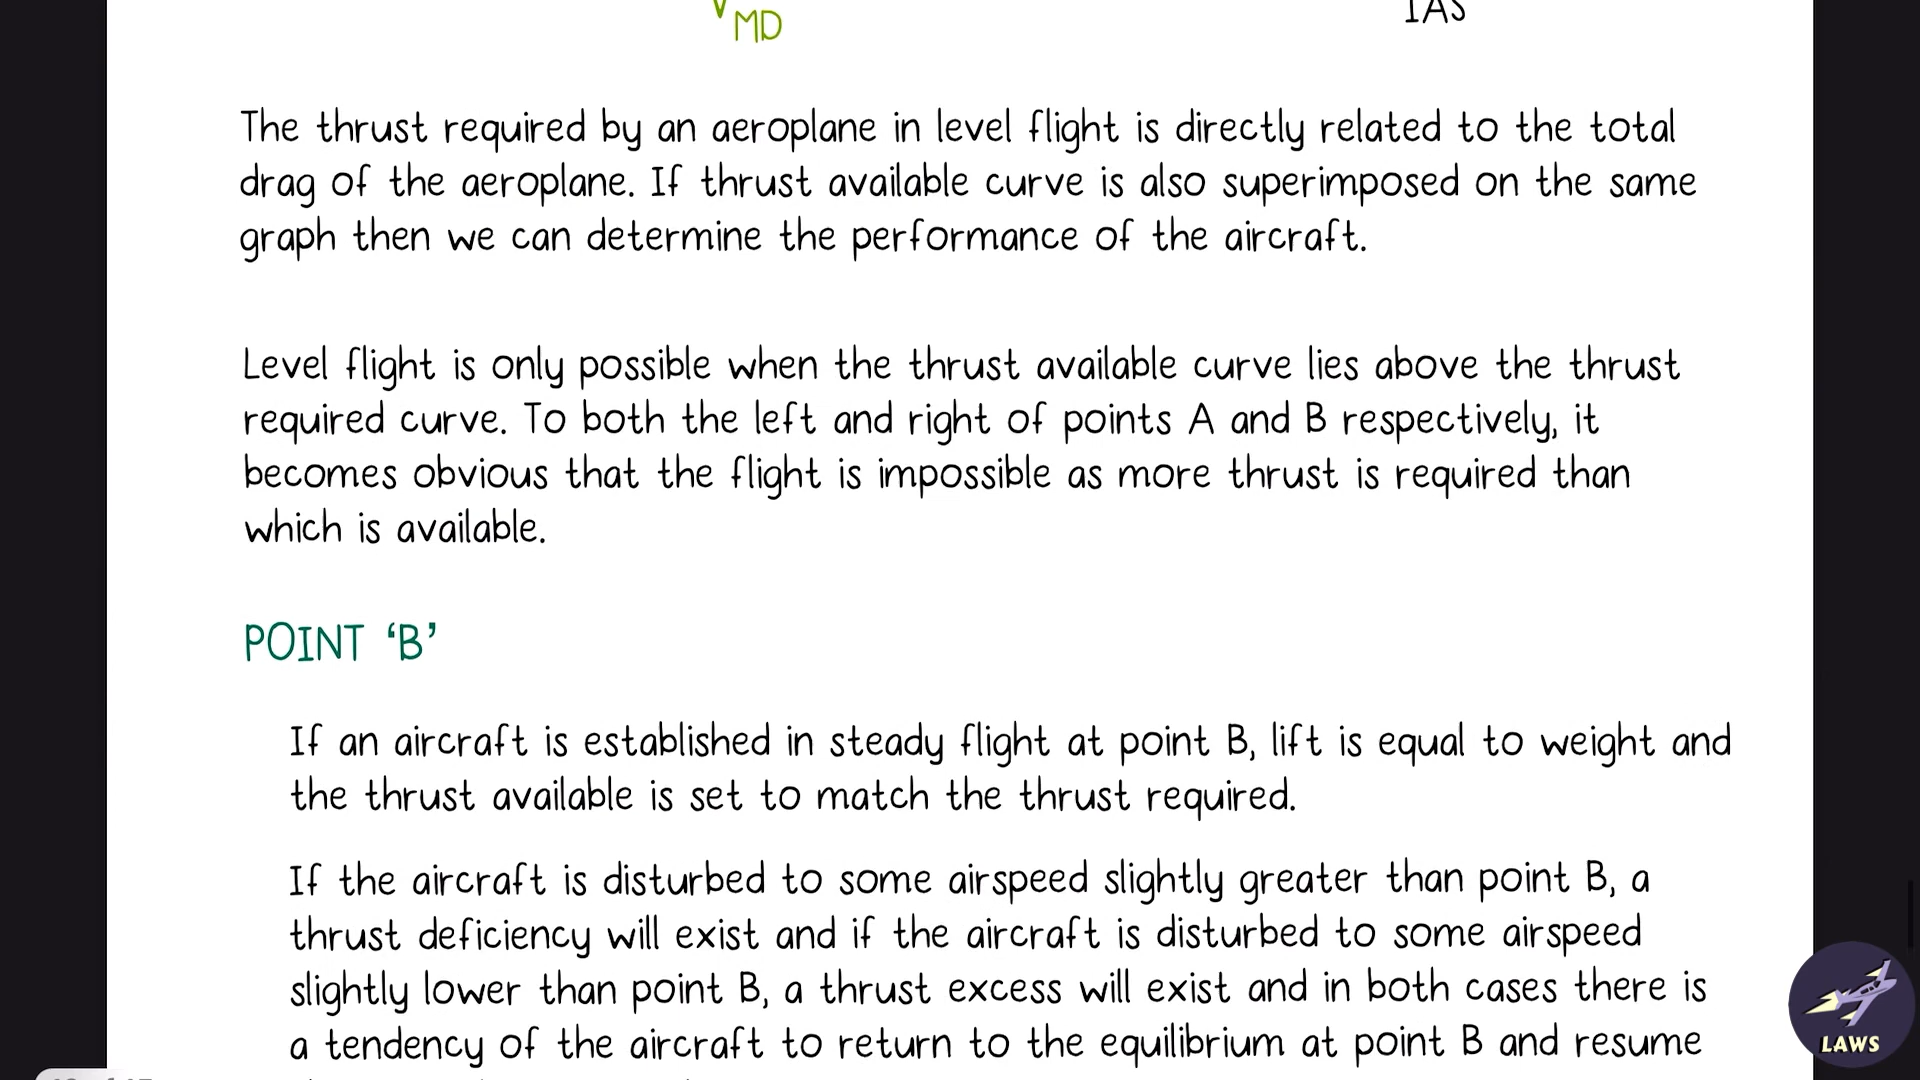 VMD
IAS
The thrust required by an aeroplane in level flight is directly related to the total
drag of the aeroplane. If thrust available curve is also superimposed on the same
graph then we can determine the performance of the aircraft.
Level flight is only possible when the thrust available curve lies above the thrust
required curve. To both the left and right of points A and B respectively, it
becomes obvious that the flight is impossible as more thrust is required than
which is available.
POINT ‘B’
If an aircraft is established in steady flight at point B, lift is equal to weight and
the thrust available is set to match the thrust required.
If the aircraft is disturbed to some airspeed slightly greater than point B, a
thrust deficiency will exist and if the aircraft is disturbed to some airspeed
slightly lower than point B, a thrust excess will exist and in both cases there is
a tendency of the aircraft to return to the equilibrium at point B and resume
LAWS